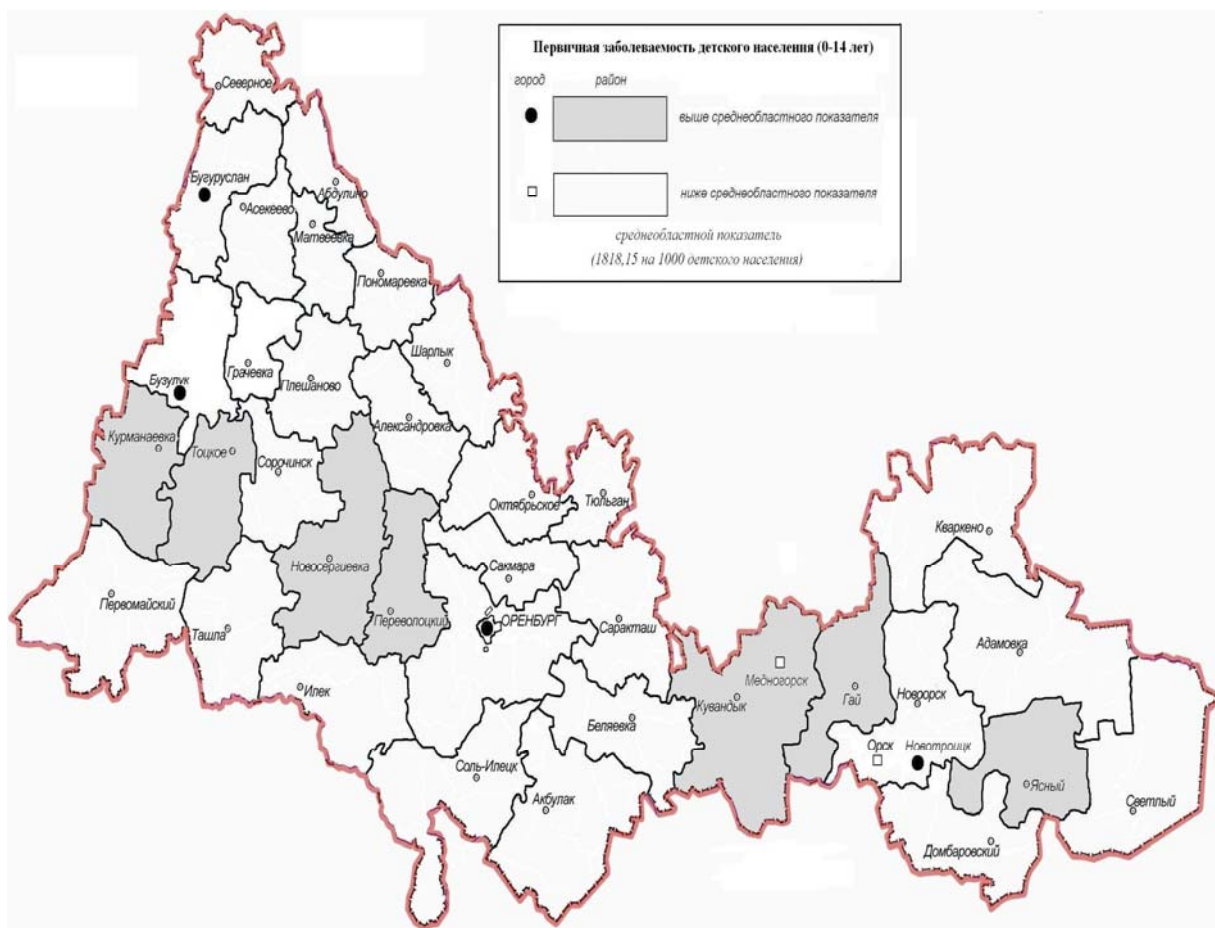 Первичная заболеваемость детского населения (0-14 лет)
город
район
выше среднеобластного показателя
ниже среднеобластного показателя
среднеобластной показатель
(1818,15 на 1000 детского населения)
Северное
Бугуруслан
Абдулино
Асекеево
Матвеевка
Пономаревка
Шарлык
Грачевка
Бузулук
Плешаново
Александровка
Курманаевка
Тоцкое
Сорочинск
Октябрьское
Тюльган
Кваркено
Новосергиевка
Сакмара
Первомайский
Переволоцкий
ОРЕНБУРГ
Саракташ
Ташла
Адамовка
Медногорск
Илек
Кувандык
Гай
Новоорск
Беляевка
Орск
Новотроицк
Соль-Илецк
Ясный
Акбулак
Светлый
Домбаровский